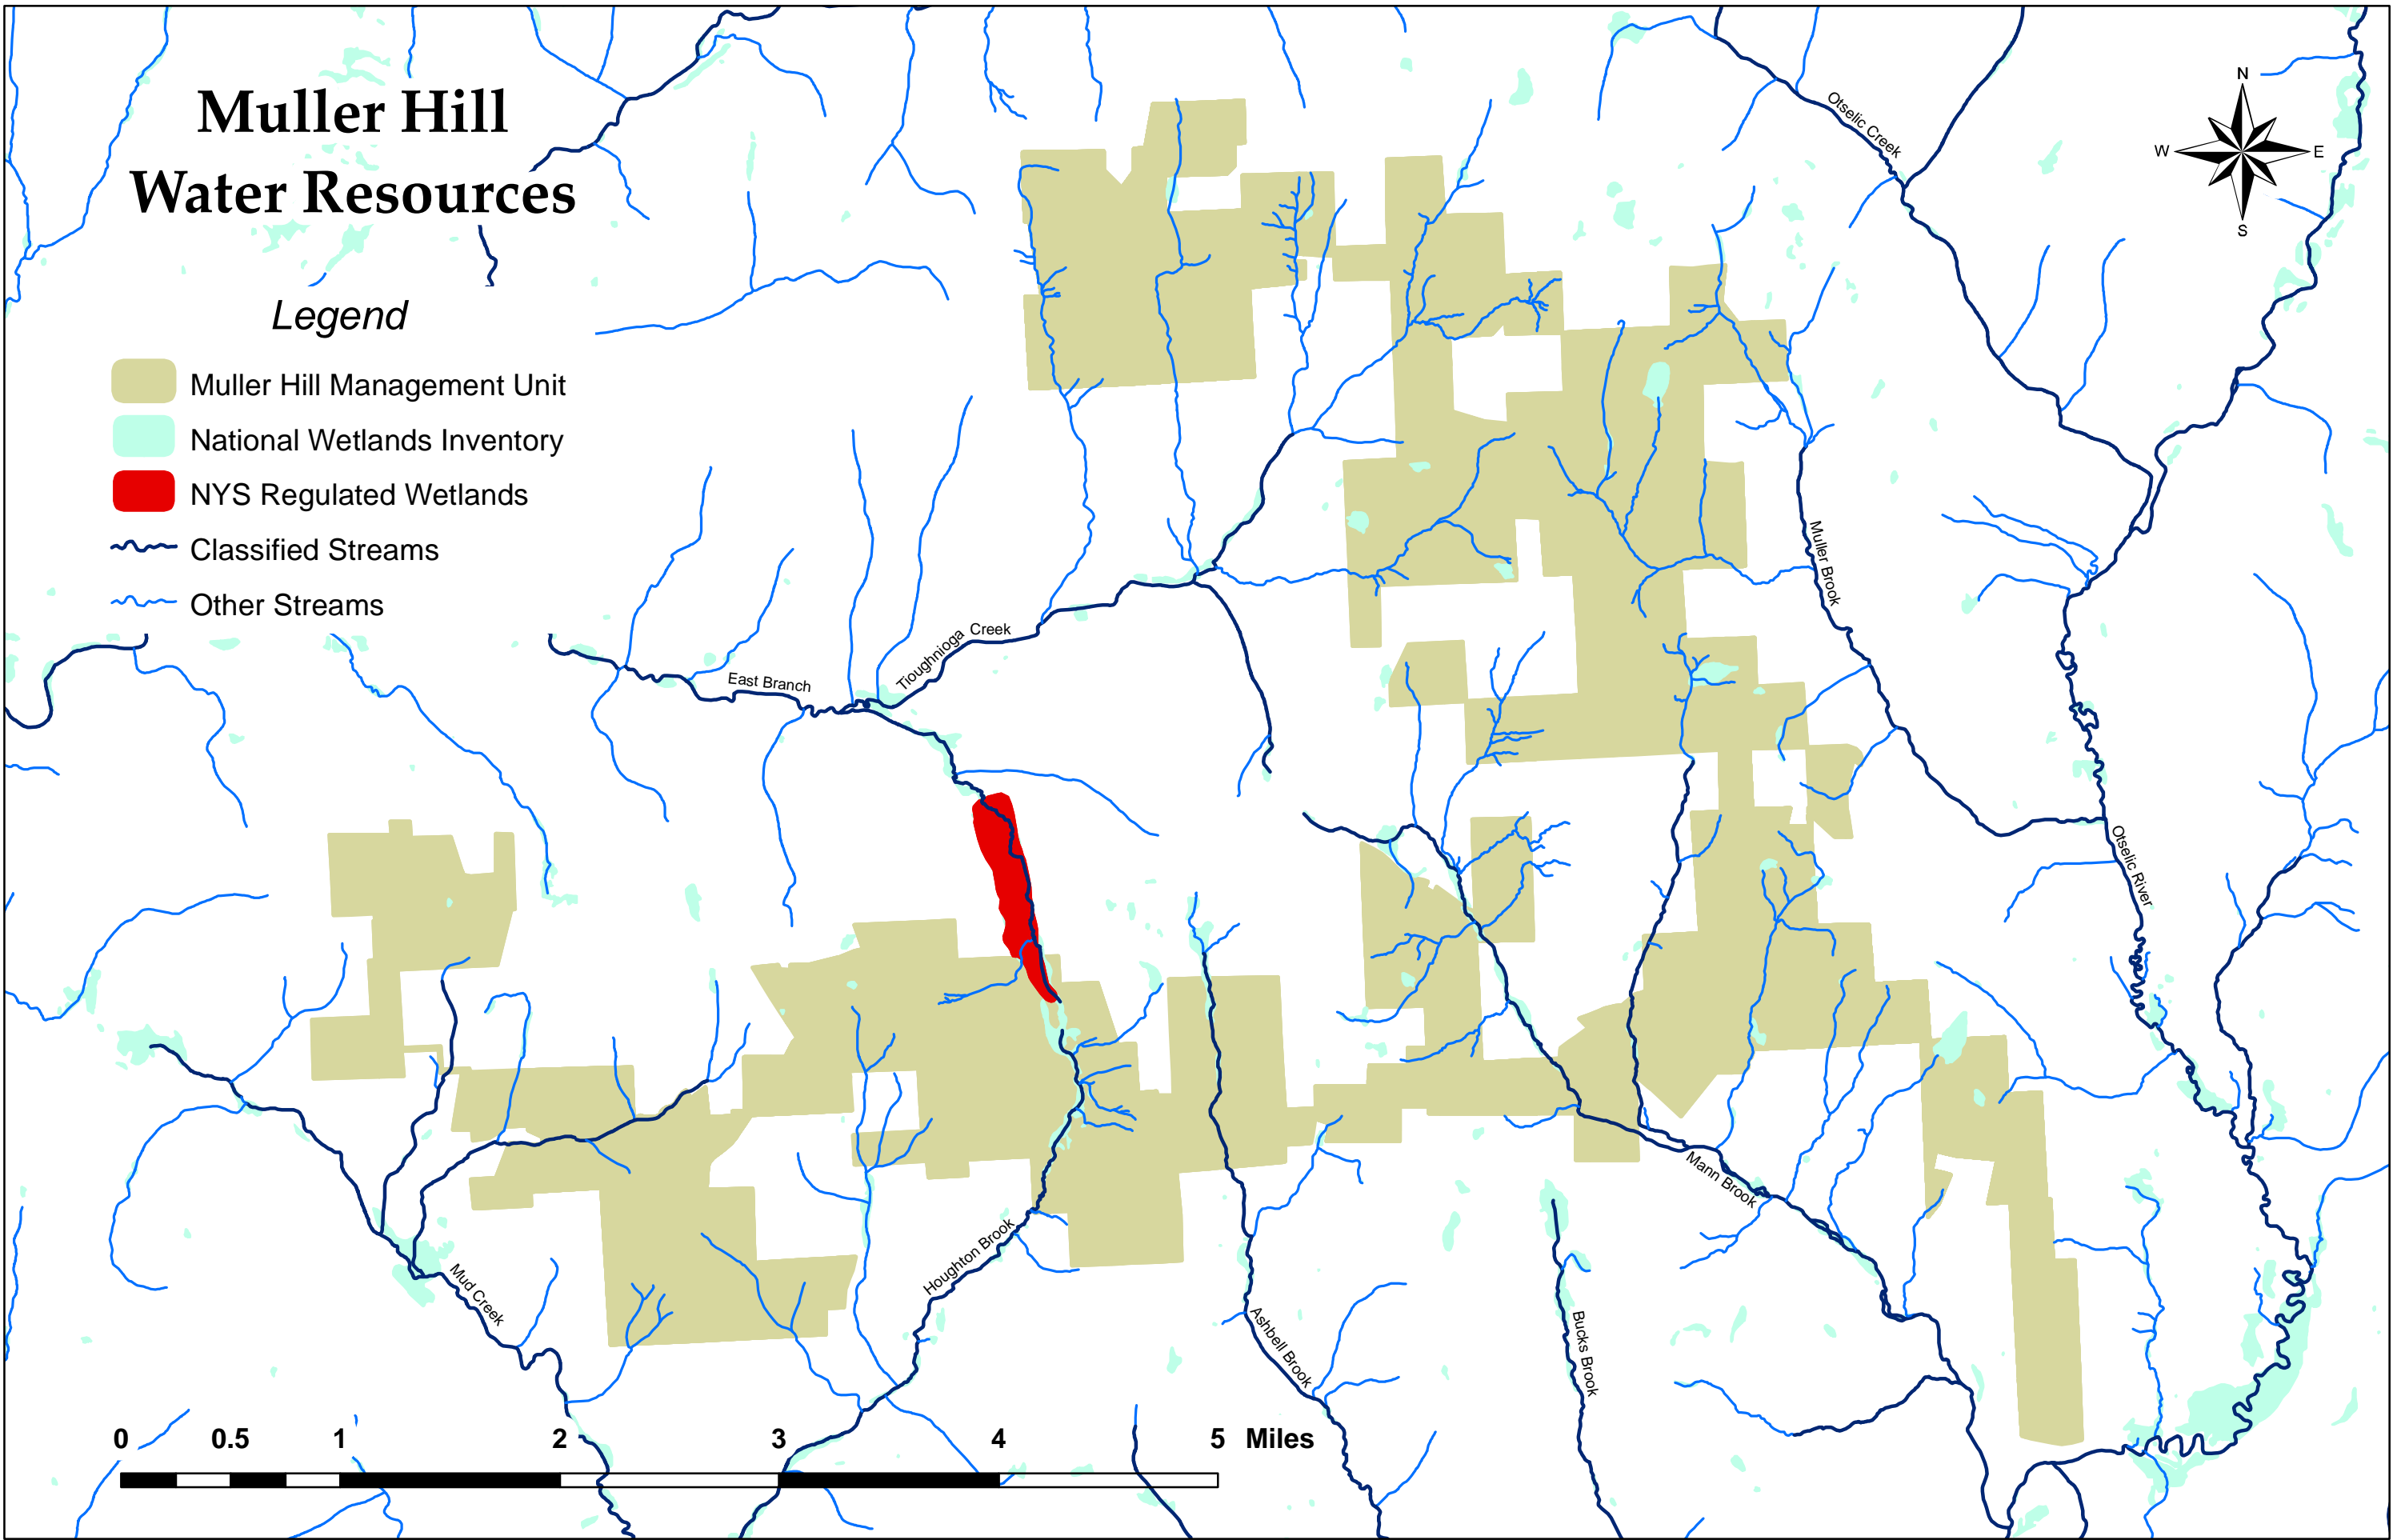 Muller Hill
Water Resources
Legend
Muller Hill Management Unit
National Wetlands Inventory
NYS Regulated Wetlands
Classified Streams
Other Streams
N
W
E
S
Otselic Creek
Muller Brook
Tioughnioga Creek
East Branch
Otselic River
Mann Brook
Houghton Brook
Mud Creek
Ashbell Brook
Bucks Brook
0 0.5 1 2 3 4 5 Miles